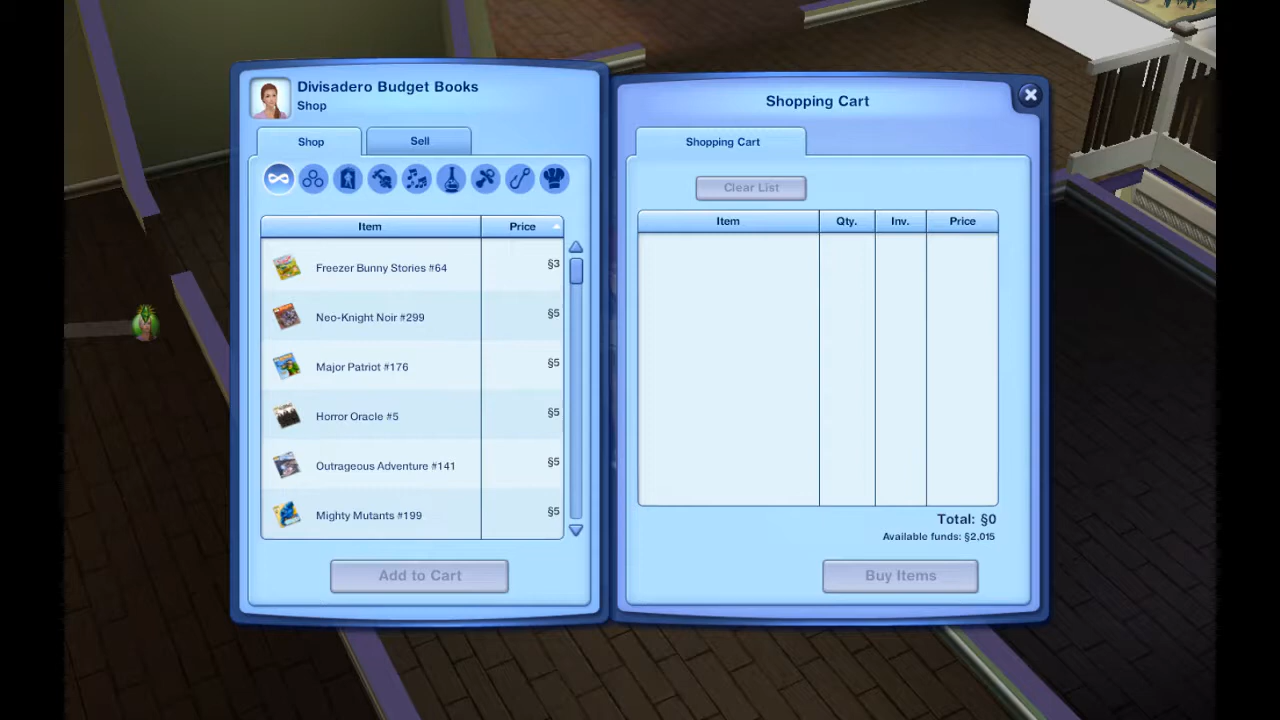 Divisadero Budget Books
Shop
Shop
Sell
Item
Price
Freezer Bunny Stories #64
§3
Neo-Knight Noir #299
§5
Major Patriot #176
§5
Horror Oracle #5
§5
Outrageous Adventure #141
§5
Mighty Mutants #199
§5
Add to Cart
Shopping Cart
Shopping Cart
Clear List
Item
Qty.
Inv.
Price
Total: §0
Available funds: §2,015
Buy Items